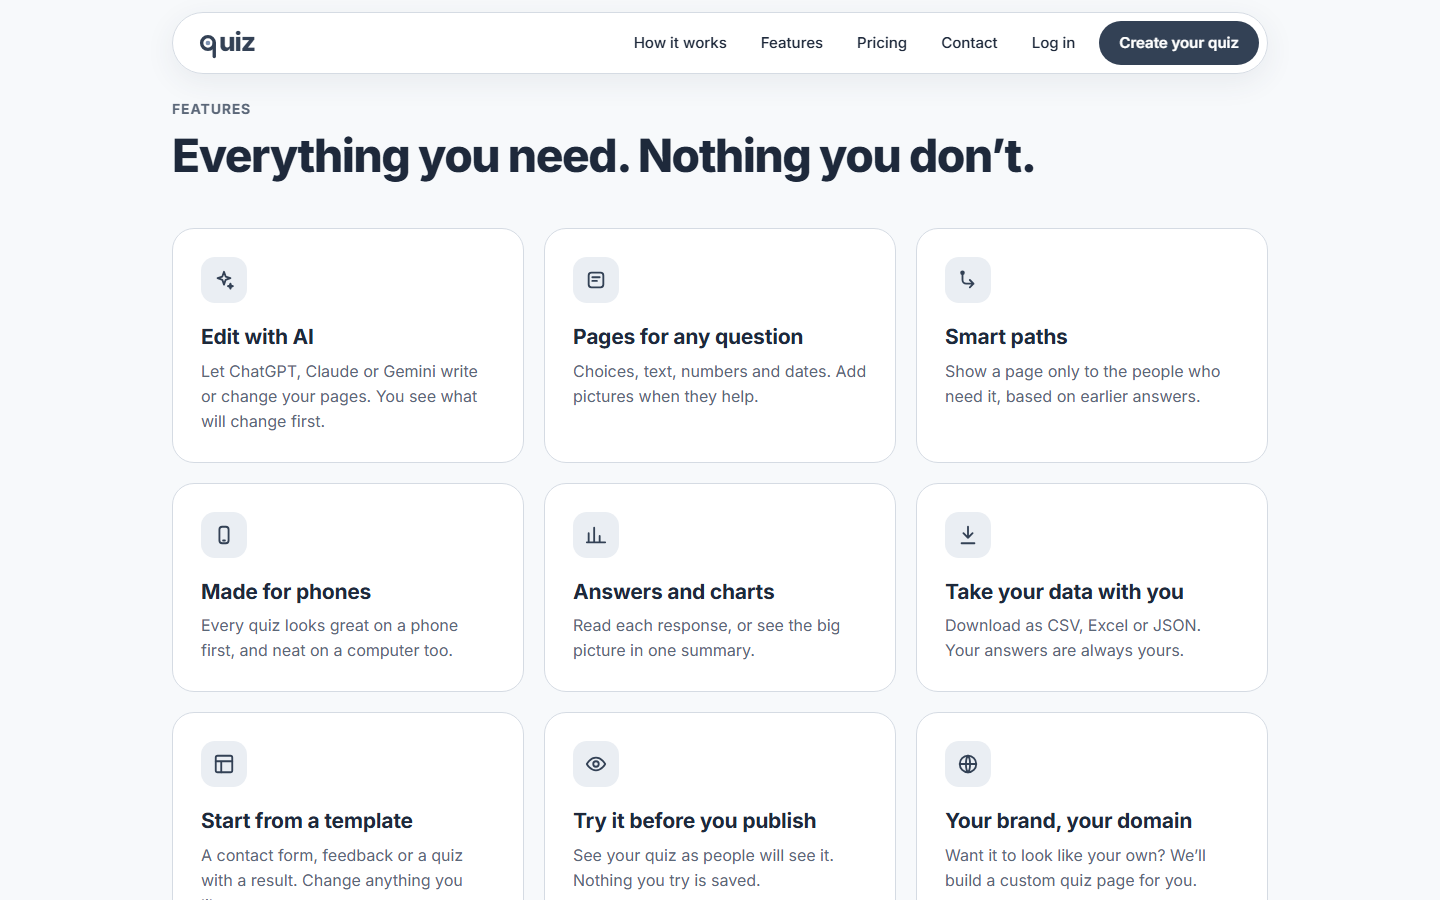 quiz
How it works
Features
Pricing
Contact
Log in
Create your quiz
FEATURES
Everything you need. Nothing you don’t.
Edit with AI
Let ChatGPT, Claude or Gemini write
or change your pages. You see what
will change first.
Pages for any question
Choices, text, numbers and dates. Add
pictures when they help.
Smart paths
Show a page only to the people who
need it, based on earlier answers.
Made for phones
Every quiz looks great on a phone
first, and neat on a computer too.
Answers and charts
Read each response, or see the big
picture in one summary.
Take your data with you
Download as CSV, Excel or JSON.
Your answers are always yours.
Start from a template
A contact form, feedback or a quiz
with a result. Change anything you
Try it before you publish
See your quiz as people will see it.
Nothing you try is saved.
Your brand, your domain
Want it to look like your own? We’ll
build a custom quiz page for you.